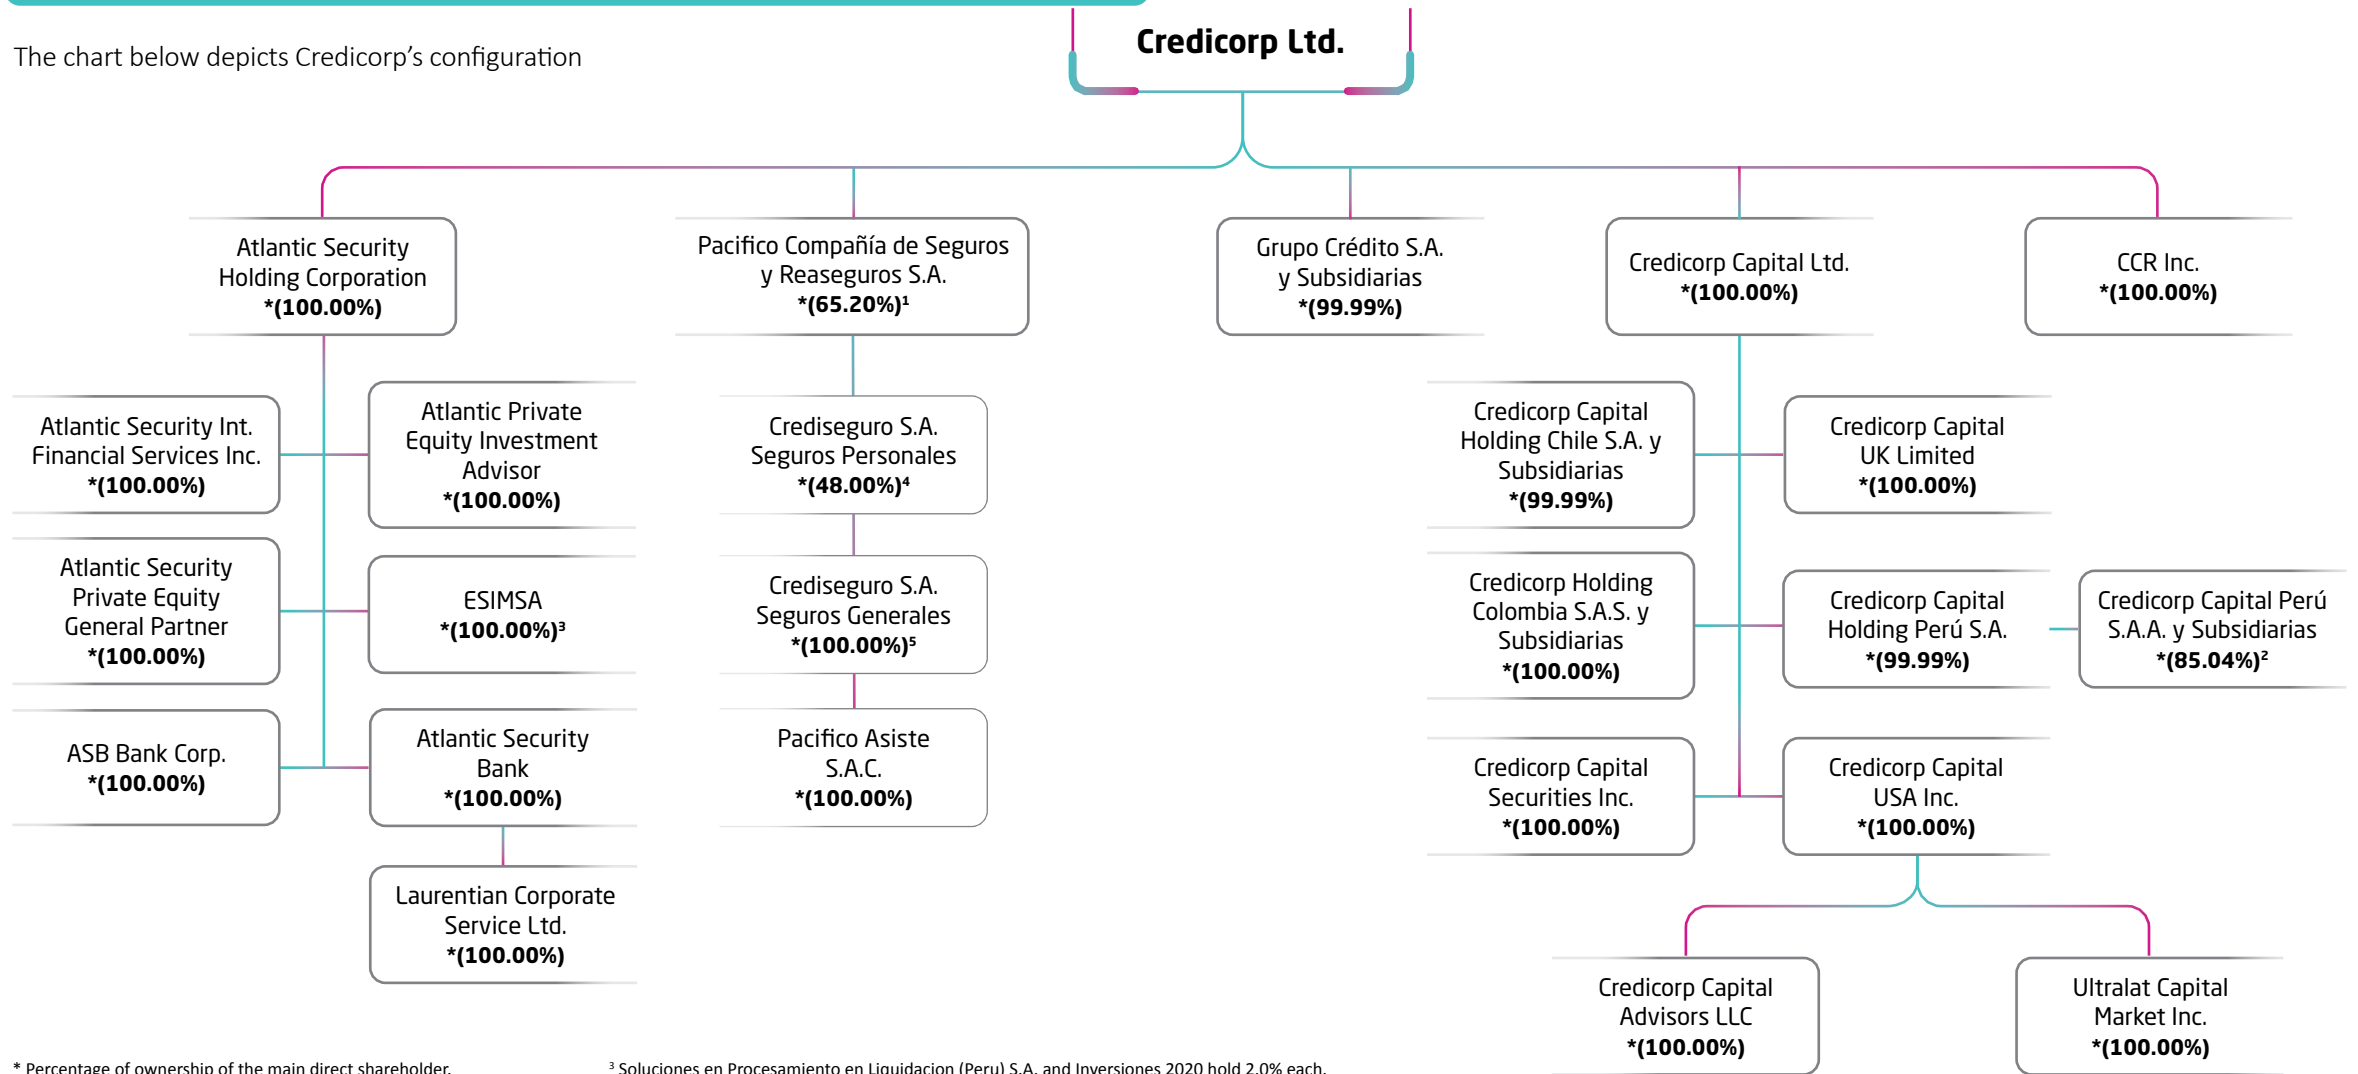 The chart below depicts Credicorp's configuration
Credicorp Ltd.
Atlantic Security
Holding Corporation
*(100.00%)
Pacifico Compañía de Seguros
y Reaseguros S.A.
*(65.20%)¹
Grupo Crédito S.A.
y Subsidiarias
*(99.99%)
Credicorp Capital Ltd.
*(100.00%)
CCR Inc.
*(100.00%)
Atlantic Security Int.
Financial Services Inc.
*(100.00%)
Atlantic Private
Equity Investment
Advisor
*(100.00%)
Atlantic Security
Private Equity
General Partner
*(100.00%)
ESIMSA
*(100.00%)³
ASB Bank Corp.
*(100.00%)
Atlantic Security
Bank
*(100.00%)
Laurentian Corporate
Service Ltd.
*(100.00%)
Crediseguro S.A.
Seguros Personales
*(48.00%)⁴
Crediseguro S.A.
Seguros Generales
*(100.00%)⁵
Pacifico Asiste
S.A.C.
*(100.00%)
Credicorp Capital
Holding Chile S.A. y
Subsidiarias
*(99.99%)
Credicorp Capital
UK Limited
*(100.00%)
Credicorp Holding
Colombia S.A.S. y
Subsidiarias
*(100.00%)
Credicorp Capital
Holding Perú S.A.
*(99.99%)
Credicorp Capital Perú
S.A.A. y Subsidiarias
*(85.04%)²
Credicorp Capital
Securities Inc.
*(100.00%)
Credicorp Capital
USA Inc.
*(100.00%)
Credicorp Capital
Advisors LLC
*(100.00%)
Ultralat Capital
Market Inc.
*(100.00%)
* Percentage of ownership of the main direct shareholder.
³ Soluciones en Procesamiento en Liquidacion (Peru) S.A. and Inversiones 2020 hold 2.0% each.